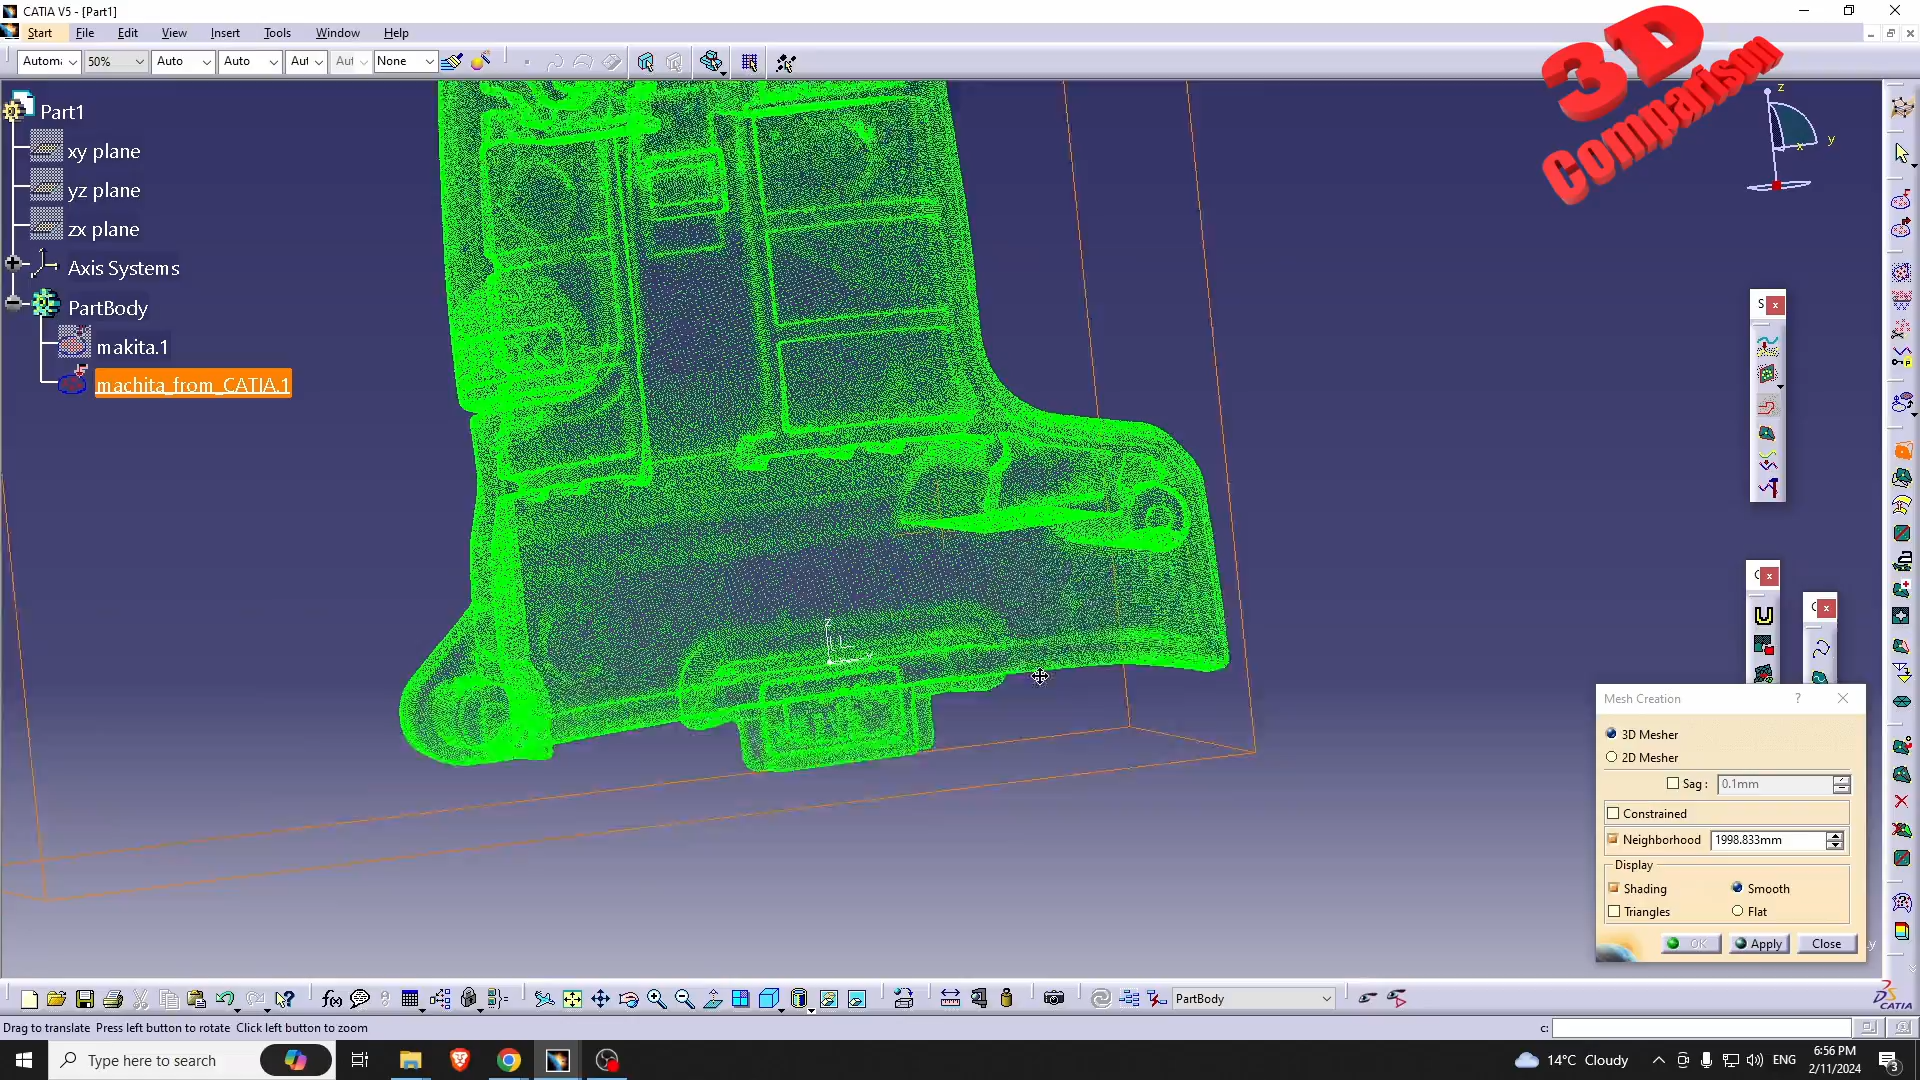 CATIA V5 - [Part1]
Start File Edit View Insert Tools Window Help
50% Auto Auto Aut Aut None
3D
Comparison
Part1
xy plane
yz plane
zx plane
Axis Systems
PartBody
makita.1
machita_from_CATIA.1
z
y
x
S
Mesh Creation ?
3D Mesher
2D Mesher
Sag : 0.1mm
Constrained
Neighborhood 1998.833mm
Display
Shading Smooth
Triangles Flat
OK Apply Close
PartBody
CATIA
Drag to translate Press left button to rotate Click left button to zoom
c:
Type here to search
14°C Cloudy
ENG
6:56 PM
2/11/2024
3